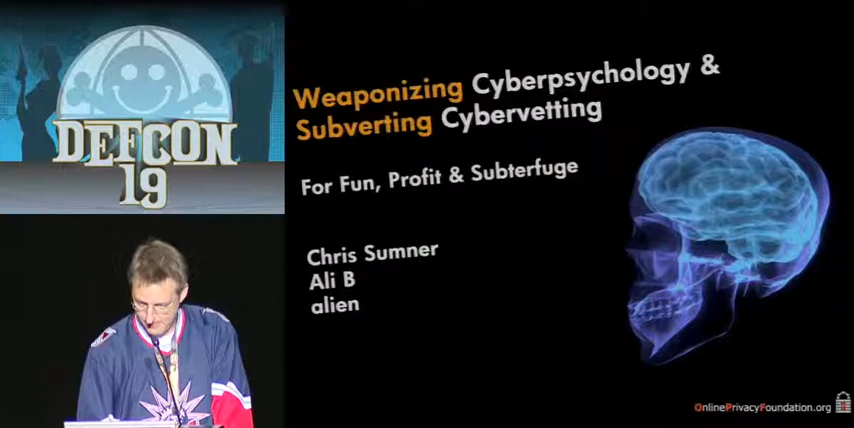 DEFCON
19
Weaponizing Cyberpsychology &
Subverting Cybervetting
For Fun, Profit & Subterfuge
Chris Sumner
Ali B
alien
OnlinePrivacyFoundation.org